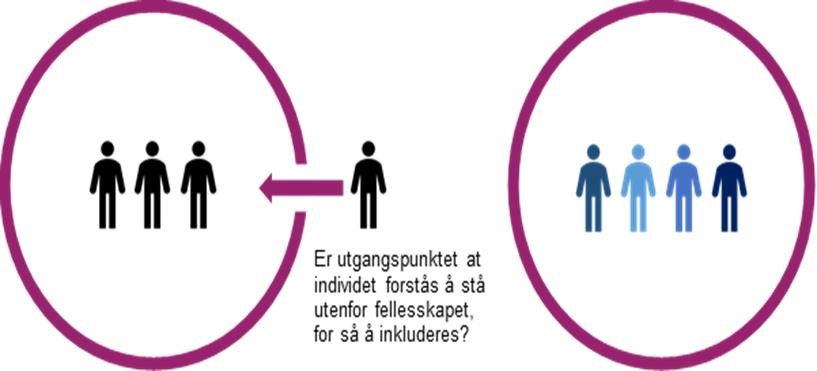 Er utgangspunktet at
individet forstås å stå
utenfor fellesskapet,
for så å inkluderes?